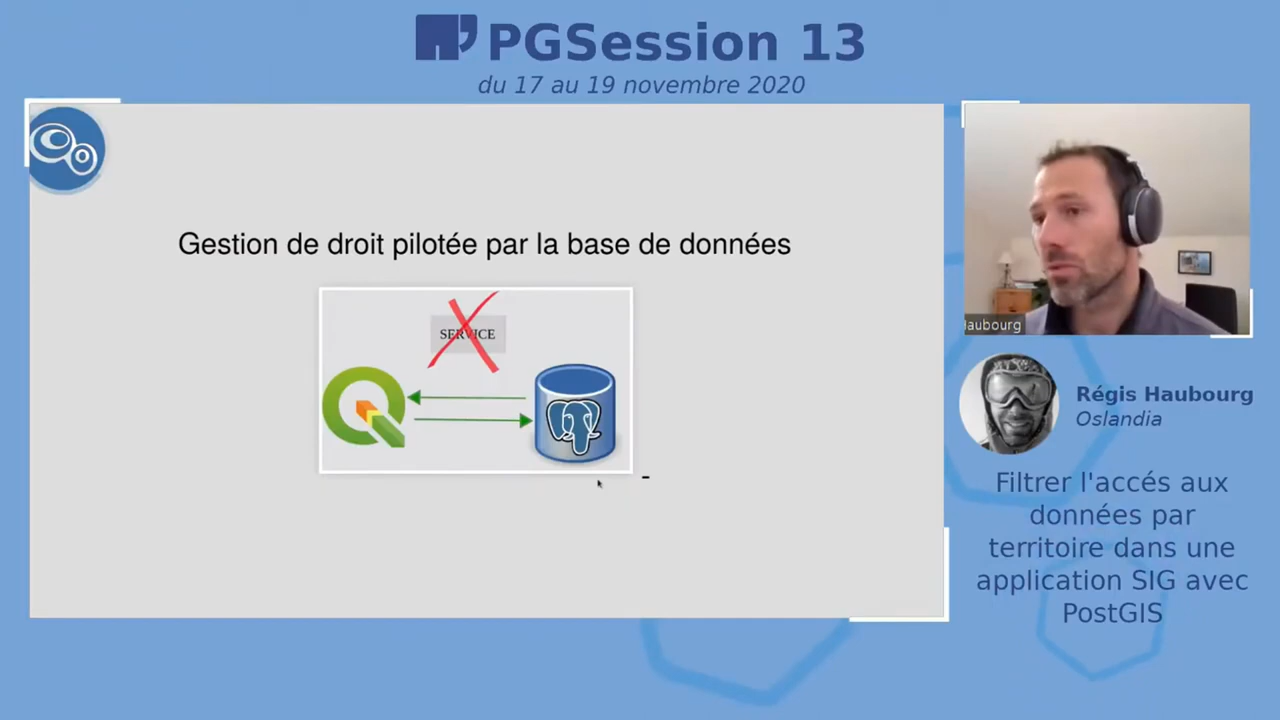 PGSession 13
du 17 au 19 novembre 2020
Gestion de droit pilotée par la base de données
SERVICE
Haubourg
Régis Haubourg
Oslandia
Filtrer l'accés aux
données par
territoire dans une
application SIG avec
PostGIS